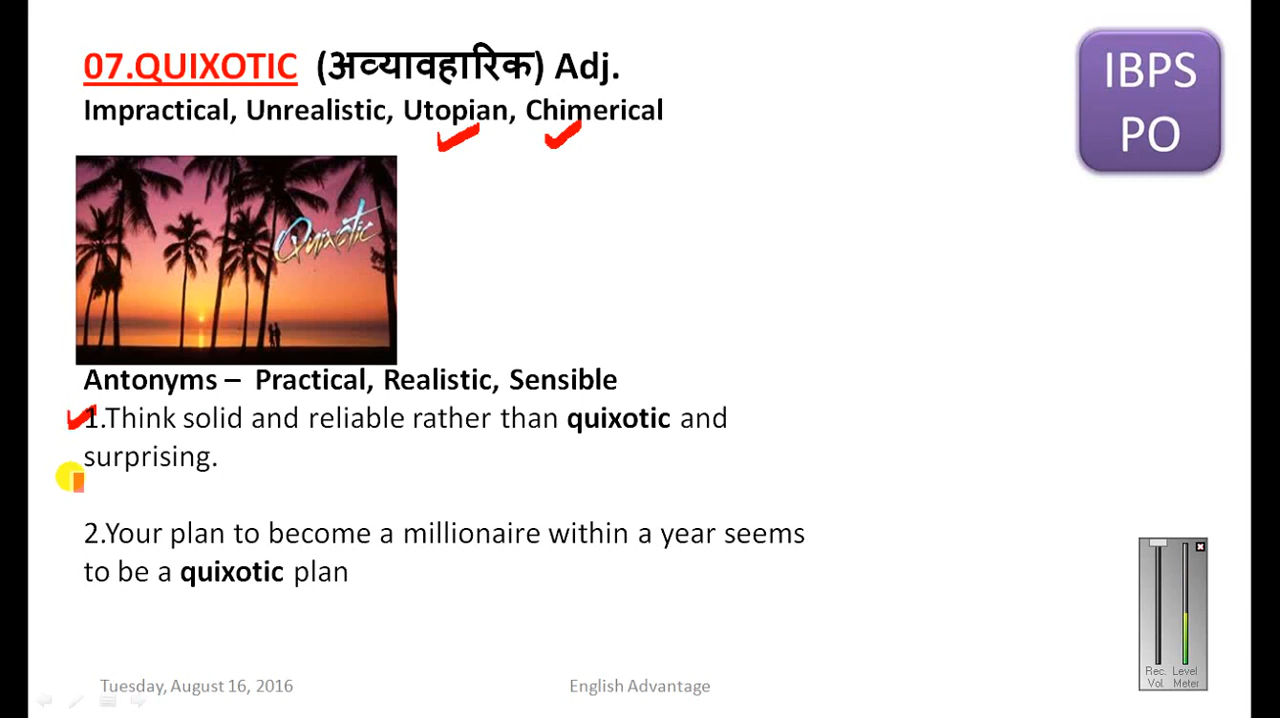 07.QUIXOTIC (अव्यावहारिक) Adj.
Impractical, Unrealistic, Utopian, Chimerical
IBPS
PO
Quixotic
Antonyms – Practical, Realistic, Sensible
1.Think solid and reliable rather than quixotic and
surprising.
2.Your plan to become a millionaire within a year seems
to be a quixotic plan
Rec. Level
Vol. Meter
Tuesday, August 16, 2016 English Advantage